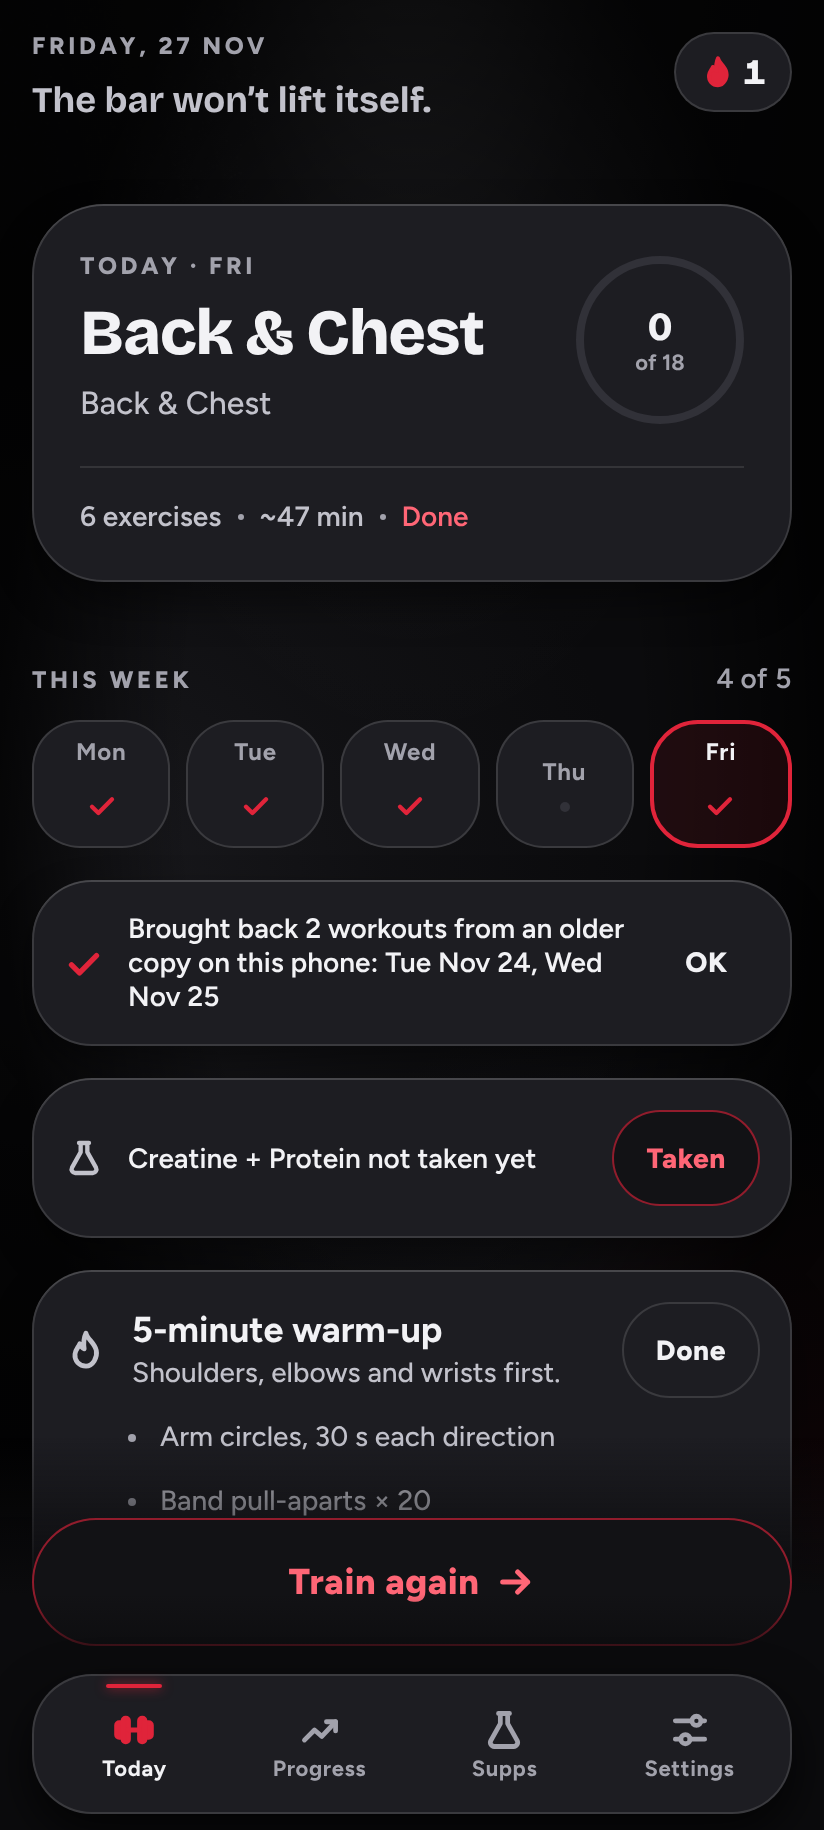 FRIDAY, 27 NOV
The bar won’t lift itself.
1
TODAY · FRI
Back & Chest
Back & Chest
0
of 18
6 exercises • ~47 min • Done
THIS WEEK
4 of 5
Mon
Tue
Wed
Thu
Fri
Brought back 2 workouts from an older
copy on this phone: Tue Nov 24, Wed
Nov 25
OK
Creatine + Protein not taken yet
Taken
5-minute warm-up
Shoulders, elbows and wrists first.
Done
• Arm circles, 30 s each direction
• Band pull-aparts × 20
Train again →
Today
Progress
Supps
Settings